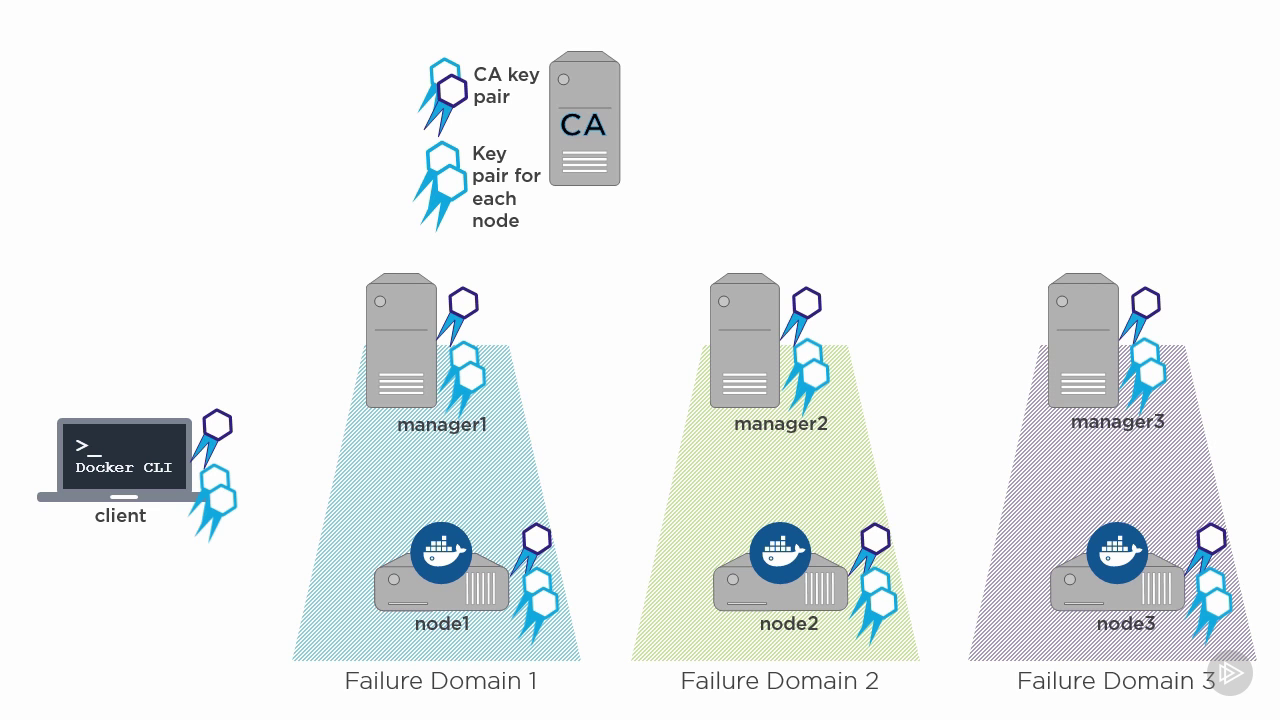 CA key
pair
CA
Key
pair for
each
node
manager1
manager2
manager3
>_
Docker CLI
client
node1
node2
node3
Failure Domain 1
Failure Domain 2
Failure Domain 3